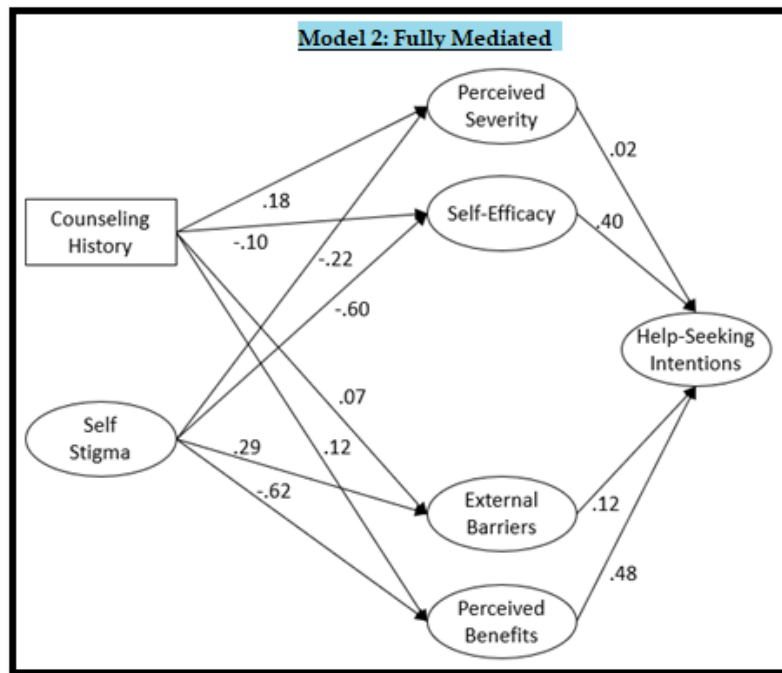 Model 2: Fully Mediated
Perceived
Severity
.02
.18
Self-Efficacy
.40
Counseling
History
-.10
-.22
-.60
Help-Seeking
Intentions
.07
Self
Stigma
.29
.12
-.62
External
Barriers
.12
.48
Perceived
Benefits